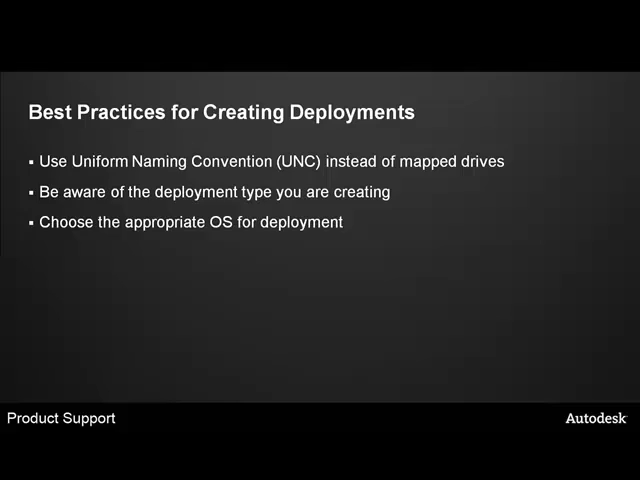 Best Practices for Creating Deployments
▪ Use Uniform Naming Convention (UNC) instead of mapped drives
▪ Be aware of the deployment type you are creating
▪ Choose the appropriate OS for deployment
Product Support
Autodesk